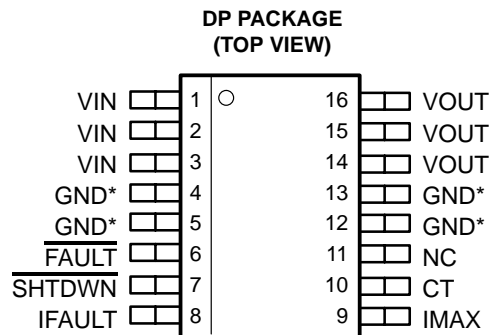 DP PACKAGE
(TOP VIEW)
VIN 1 16 VOUT
VIN 2 15 VOUT
VIN 3 14 VOUT
GND* 4 13 GND*
GND* 5 12 GND*
FAULT 6 11 NC
SHTDWN 7 10 CT
IFAULT 8 9 IMAX